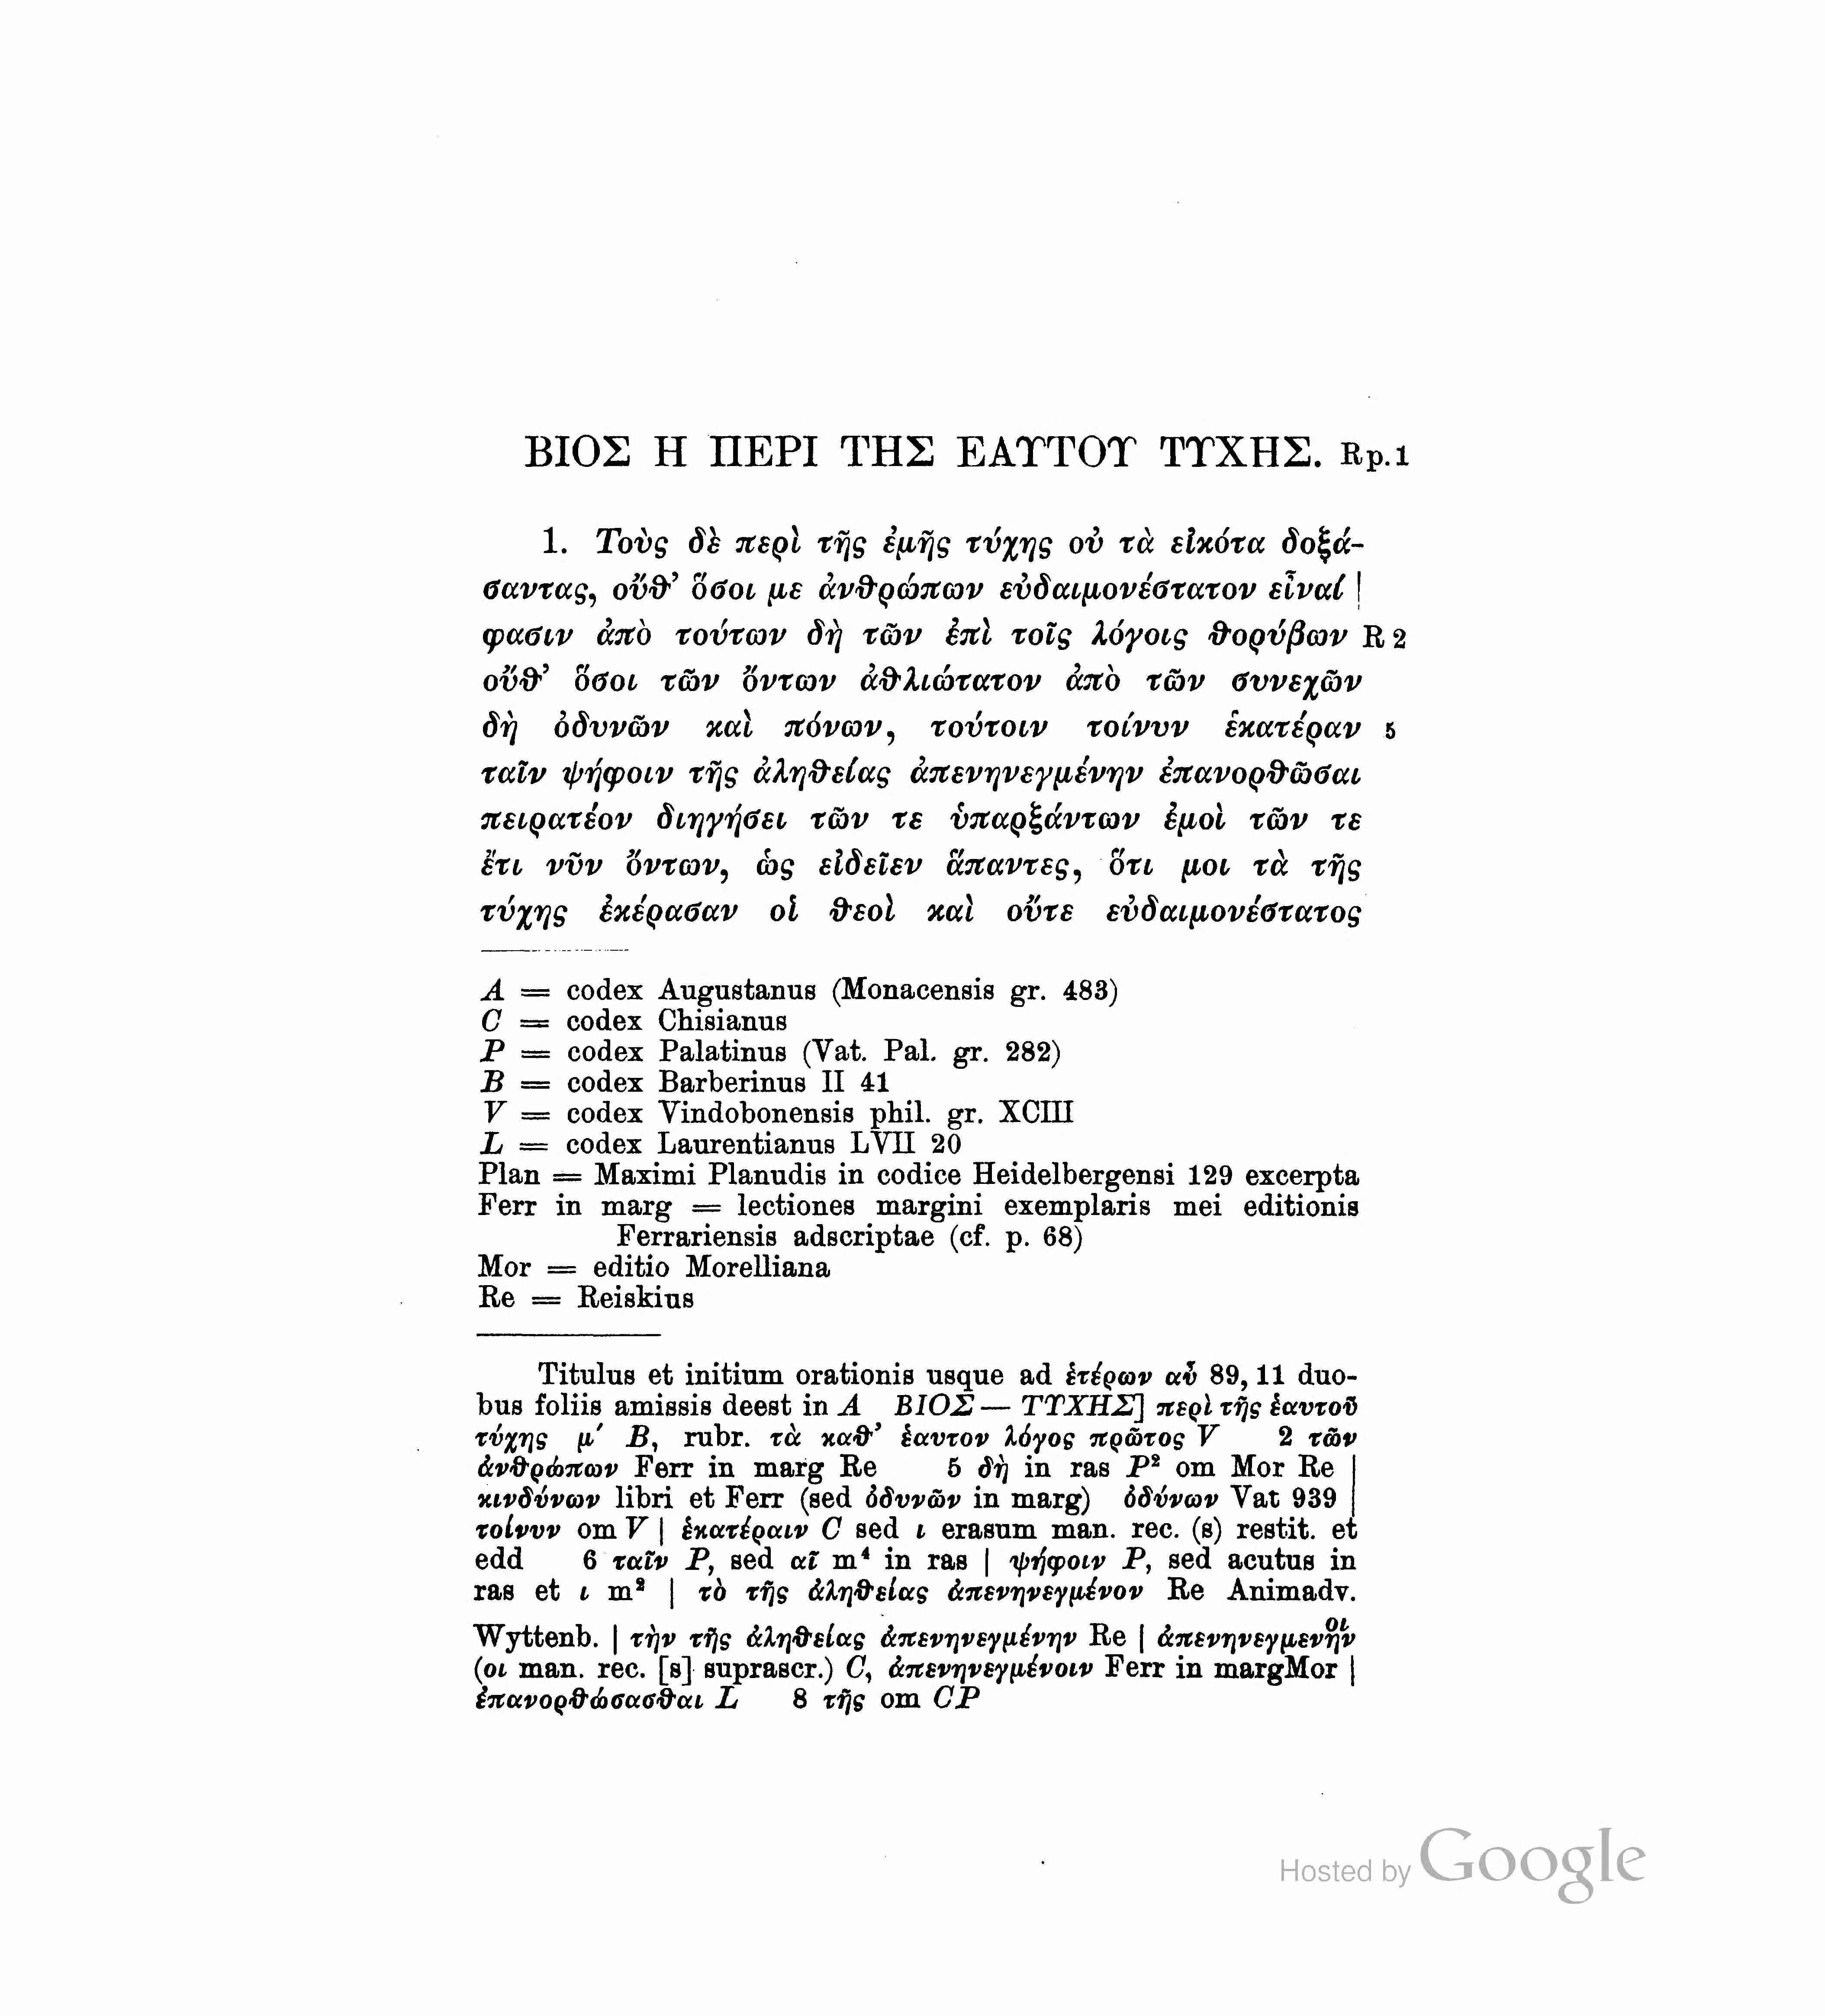 ΒΙΟΣ Η ΠΕΡΙ ΤΗΣ ΕΑΥΤΟΥ ΤΥΧΗΣ. Rp.1
1. Τοὺς δὲ περὶ τῆς ἐμῆς τύχης οὐ τὰ εἰκότα δοξά-
σαντας, οὔθ’ ὅσοι με ἀνθρώπων εὐδαιμονέστατον εἶναί |
φασιν ἀπὸ τούτων δὴ τῶν ἐπὶ τοῖς λόγοις θορύβων R 2
οὔθ’ ὅσοι τῶν ὄντων ἀθλιώτατον ἀπὸ τῶν συνεχῶν
δὴ ὀδυνῶν καὶ πόνων, τούτοιν τοίνυν ἑκατέραν 5
ταῖν ψήφοιν τῆς ἀληθείας ἀπενηνεγμένην ἐπανορθῶσαι
πειρατέον διηγήσει τῶν τε ὑπαρξάντων ἐμοὶ τῶν τε
ἔτι νῦν ὄντων, ὡς εἰδεῖεν ἅπαντες, ὅτι μοι τὰ τῆς
τύχης ἐκέρασαν οἱ θεοὶ καὶ οὔτε εὐδαιμονέστατος
A = codex Augustanus (Monacensis gr. 483)
C = codex Chisianus
P = codex Palatinus (Vat. Pal. gr. 282)
B = codex Barberinus II 41
V = codex Vindobonensis phil. gr. XCIII
L = codex Laurentianus LVII 20
Plan = Maximi Planudis in codice Heidelbergensi 129 excerpta
Ferr in marg = lectiones margini exemplaris mei editionis
Ferrariensis adscriptae (cf. p. 68)
Mor = editio Morelliana
Re = Reiskius
Titulus et initium orationis usque ad ἑτέρων αὖ 89, 11 duo-
bus foliis amissis deest in A ΒΙΟΣ — ΤΥΧΗΣ] περὶ τῆς ἑαυτοῦ
τύχης μ′ B, rubr. τὰ καθ’ ἑαυτον λόγος πρῶτος V 2 τῶν
ἀνθρώπων Ferr in marg Re 5 δὴ in ras P² om Mor Re |
κινδύνων libri et Ferr (sed ὀδυνῶν in marg) ὀδύνων Vat 939 |
τοίνυν om V | ἑκατέραιν C sed ι erasum man. rec. (s) restit. et
edd 6 ταῖν P, sed αῖ m⁴ in ras | ψήφοιν P, sed acutus in
ras et ι m² | τὸ τῆς ἀληθείας ἀπενηνεγμένον Re Animadv.
Wyttenb. | τὴν τῆς ἀληθείας ἀπενηνεγμένην Re | ἀπενηνεγμενην οι
(οι man. rec. [s] suprascr.) C, ἀπενηνεγμένοιν Ferr in marg Mor |
ἐπανορθώσασθαι L 8 τῆς om CP
Hosted by Google